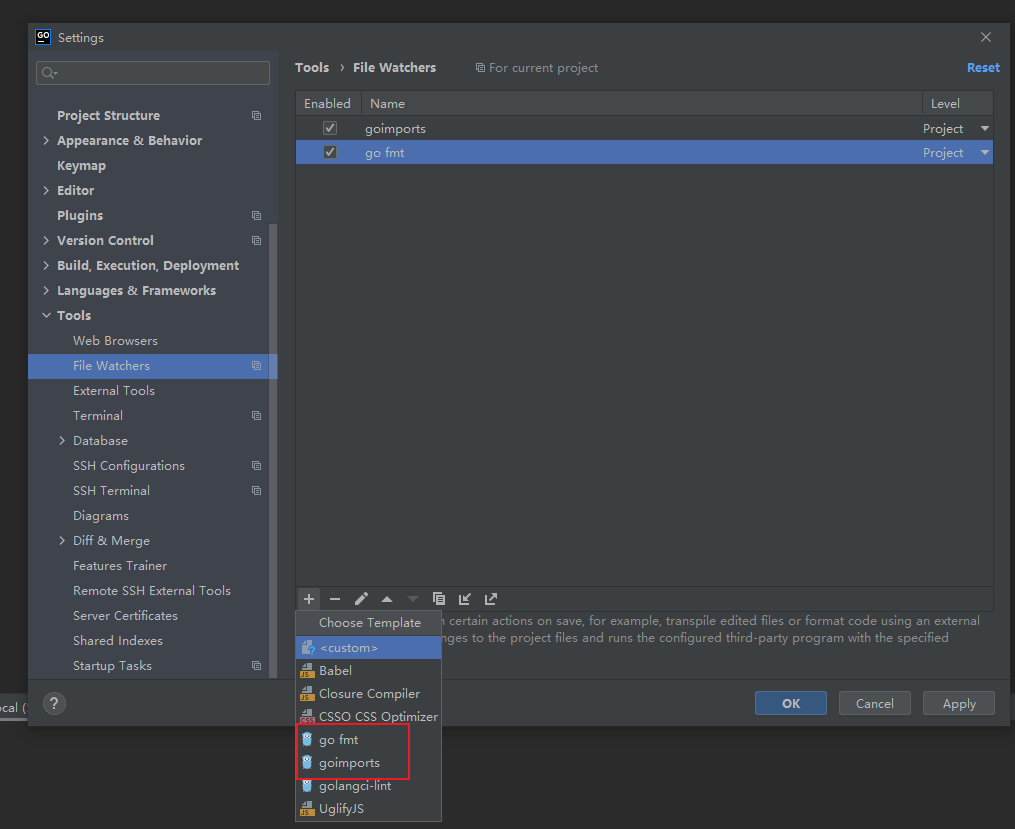 GO Settings
Tools › File Watchers For current project Reset
Enabled Name Level
goimports Project
go fmt Project
Project Structure
Appearance & Behavior
Keymap
Editor
Plugins
Version Control
Build, Execution, Deployment
Languages & Frameworks
Tools
Web Browsers
File Watchers
External Tools
Terminal
Database
SSH Configurations
SSH Terminal
Diagrams
Diff & Merge
Features Trainer
Remote SSH External Tools
Server Certificates
Shared Indexes
Startup Tasks
certain actions on save, for example, transpile edited files or format code using an external
to the project files and runs the configured third-party program with the specified
Choose Template
<custom>
Babel
Closure Compiler
CSSO CSS Optimizer
go fmt
goimports
golangci-lint
UglifyJS
? OK Cancel Apply